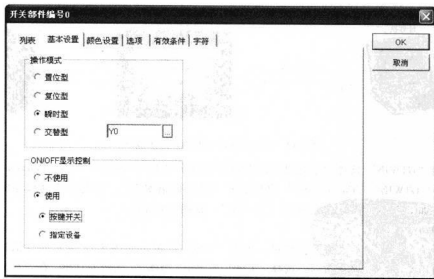 开关部件编号0
列表 基本设置 颜色设置 选项 有效条件 字符
OK
取消
操作模式
置位型
复位型
瞬时型
交替型 Y0 ...
ON/OFF显示控制
不使用
使用
按键开关
指定设备